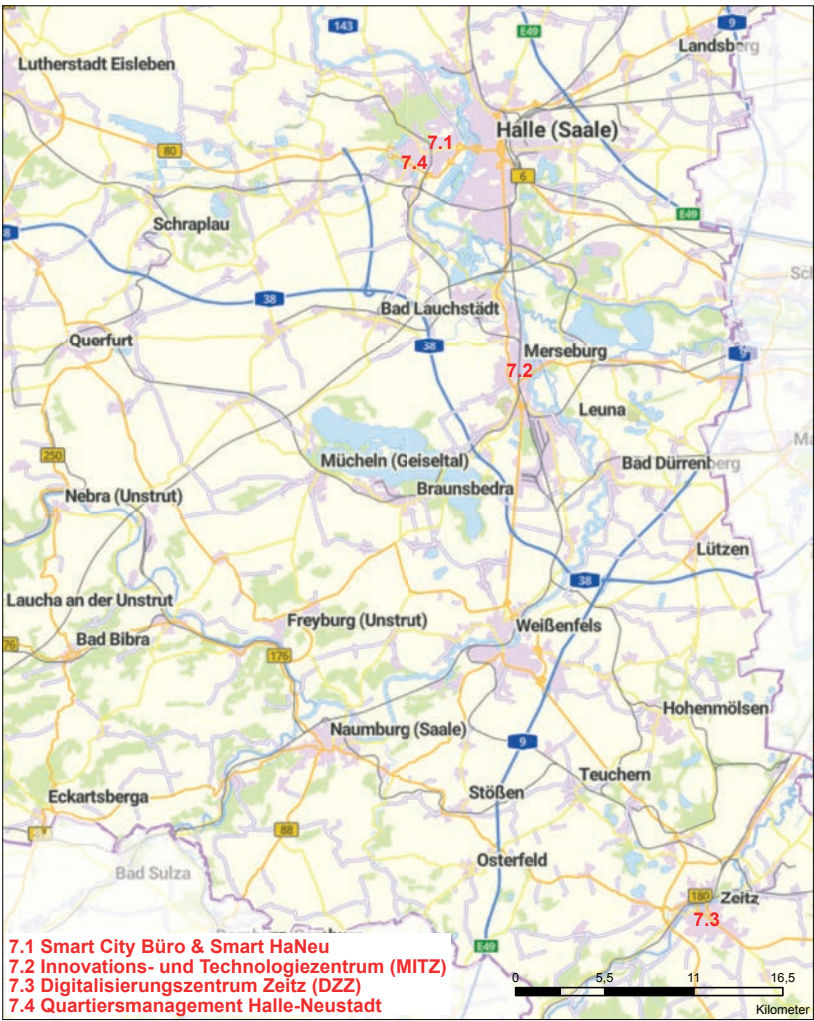 143
9
E49
Landsberg
Lutherstadt Eisleben
Halle (Saale)
7.1
80
7.4
6
E49
Schraplau
8
38
Bad Lauchstädt
Querfurt
38
Merseburg
9
7.2
Leuna
250
Mücheln (Geiseltal)
Bad Dürrenberg
Braunsbedra
Nebra (Unstrut)
Lützen
38
Laucha an der Unstrut
Freyburg (Unstrut)
Weißenfels
Bad Bibra
76
176
Hohenmölsen
Naumburg (Saale)
9
Teuchern
Eckartsberga
Stößen
88
Osterfeld
Bad Sulza
180
Zeitz
7.3
E49
7.1 Smart City Büro & Smart HaNeu
7.2 Innovations- und Technologiezentrum (MITZ)
7.3 Digitalisierungszentrum Zeitz (DZZ)
7.4 Quartiersmanagement Halle-Neustadt
0 5,5 11 16,5
Kilometer